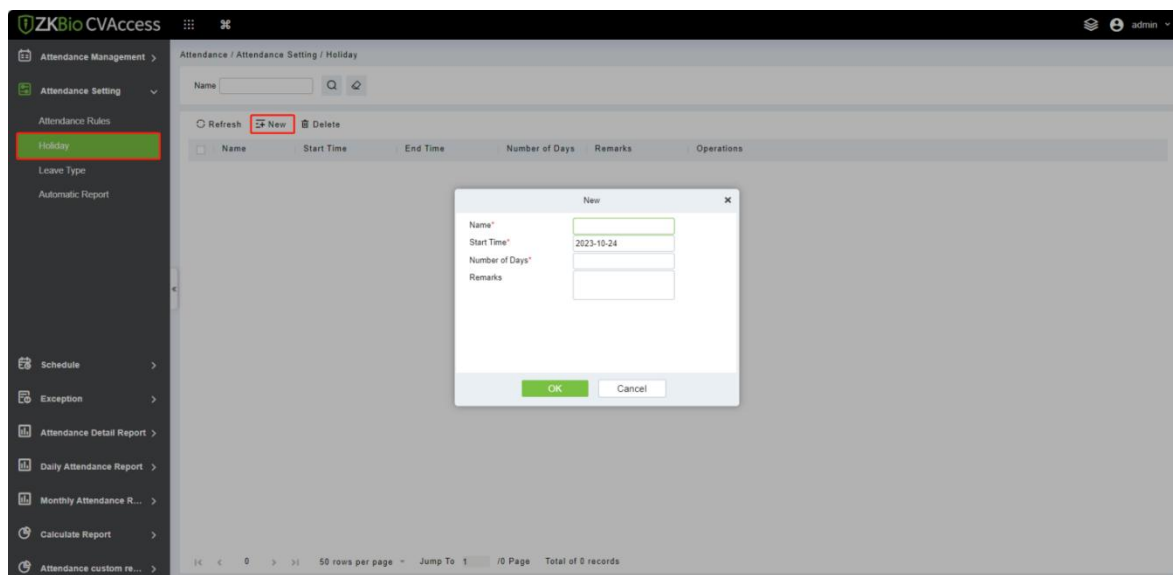 ZKBio CVAccess
admin
Attendance Management
Attendance Setting
Attendance Rules
Holiday
Leave Type
Automatic Report
Schedule
Exception
Attendance Detail Report
Daily Attendance Report
Monthly Attendance R...
Calculate Report
Attendance custom re...
Attendance / Attendance Setting / Holiday
Name
Refresh New Delete
Name Start Time End Time Number of Days Remarks Operations
New
Name*
Start Time* 2023-10-24
Number of Days*
Remarks
OK Cancel
0 50 rows per page Jump To 1 /0 Page Total of 0 records